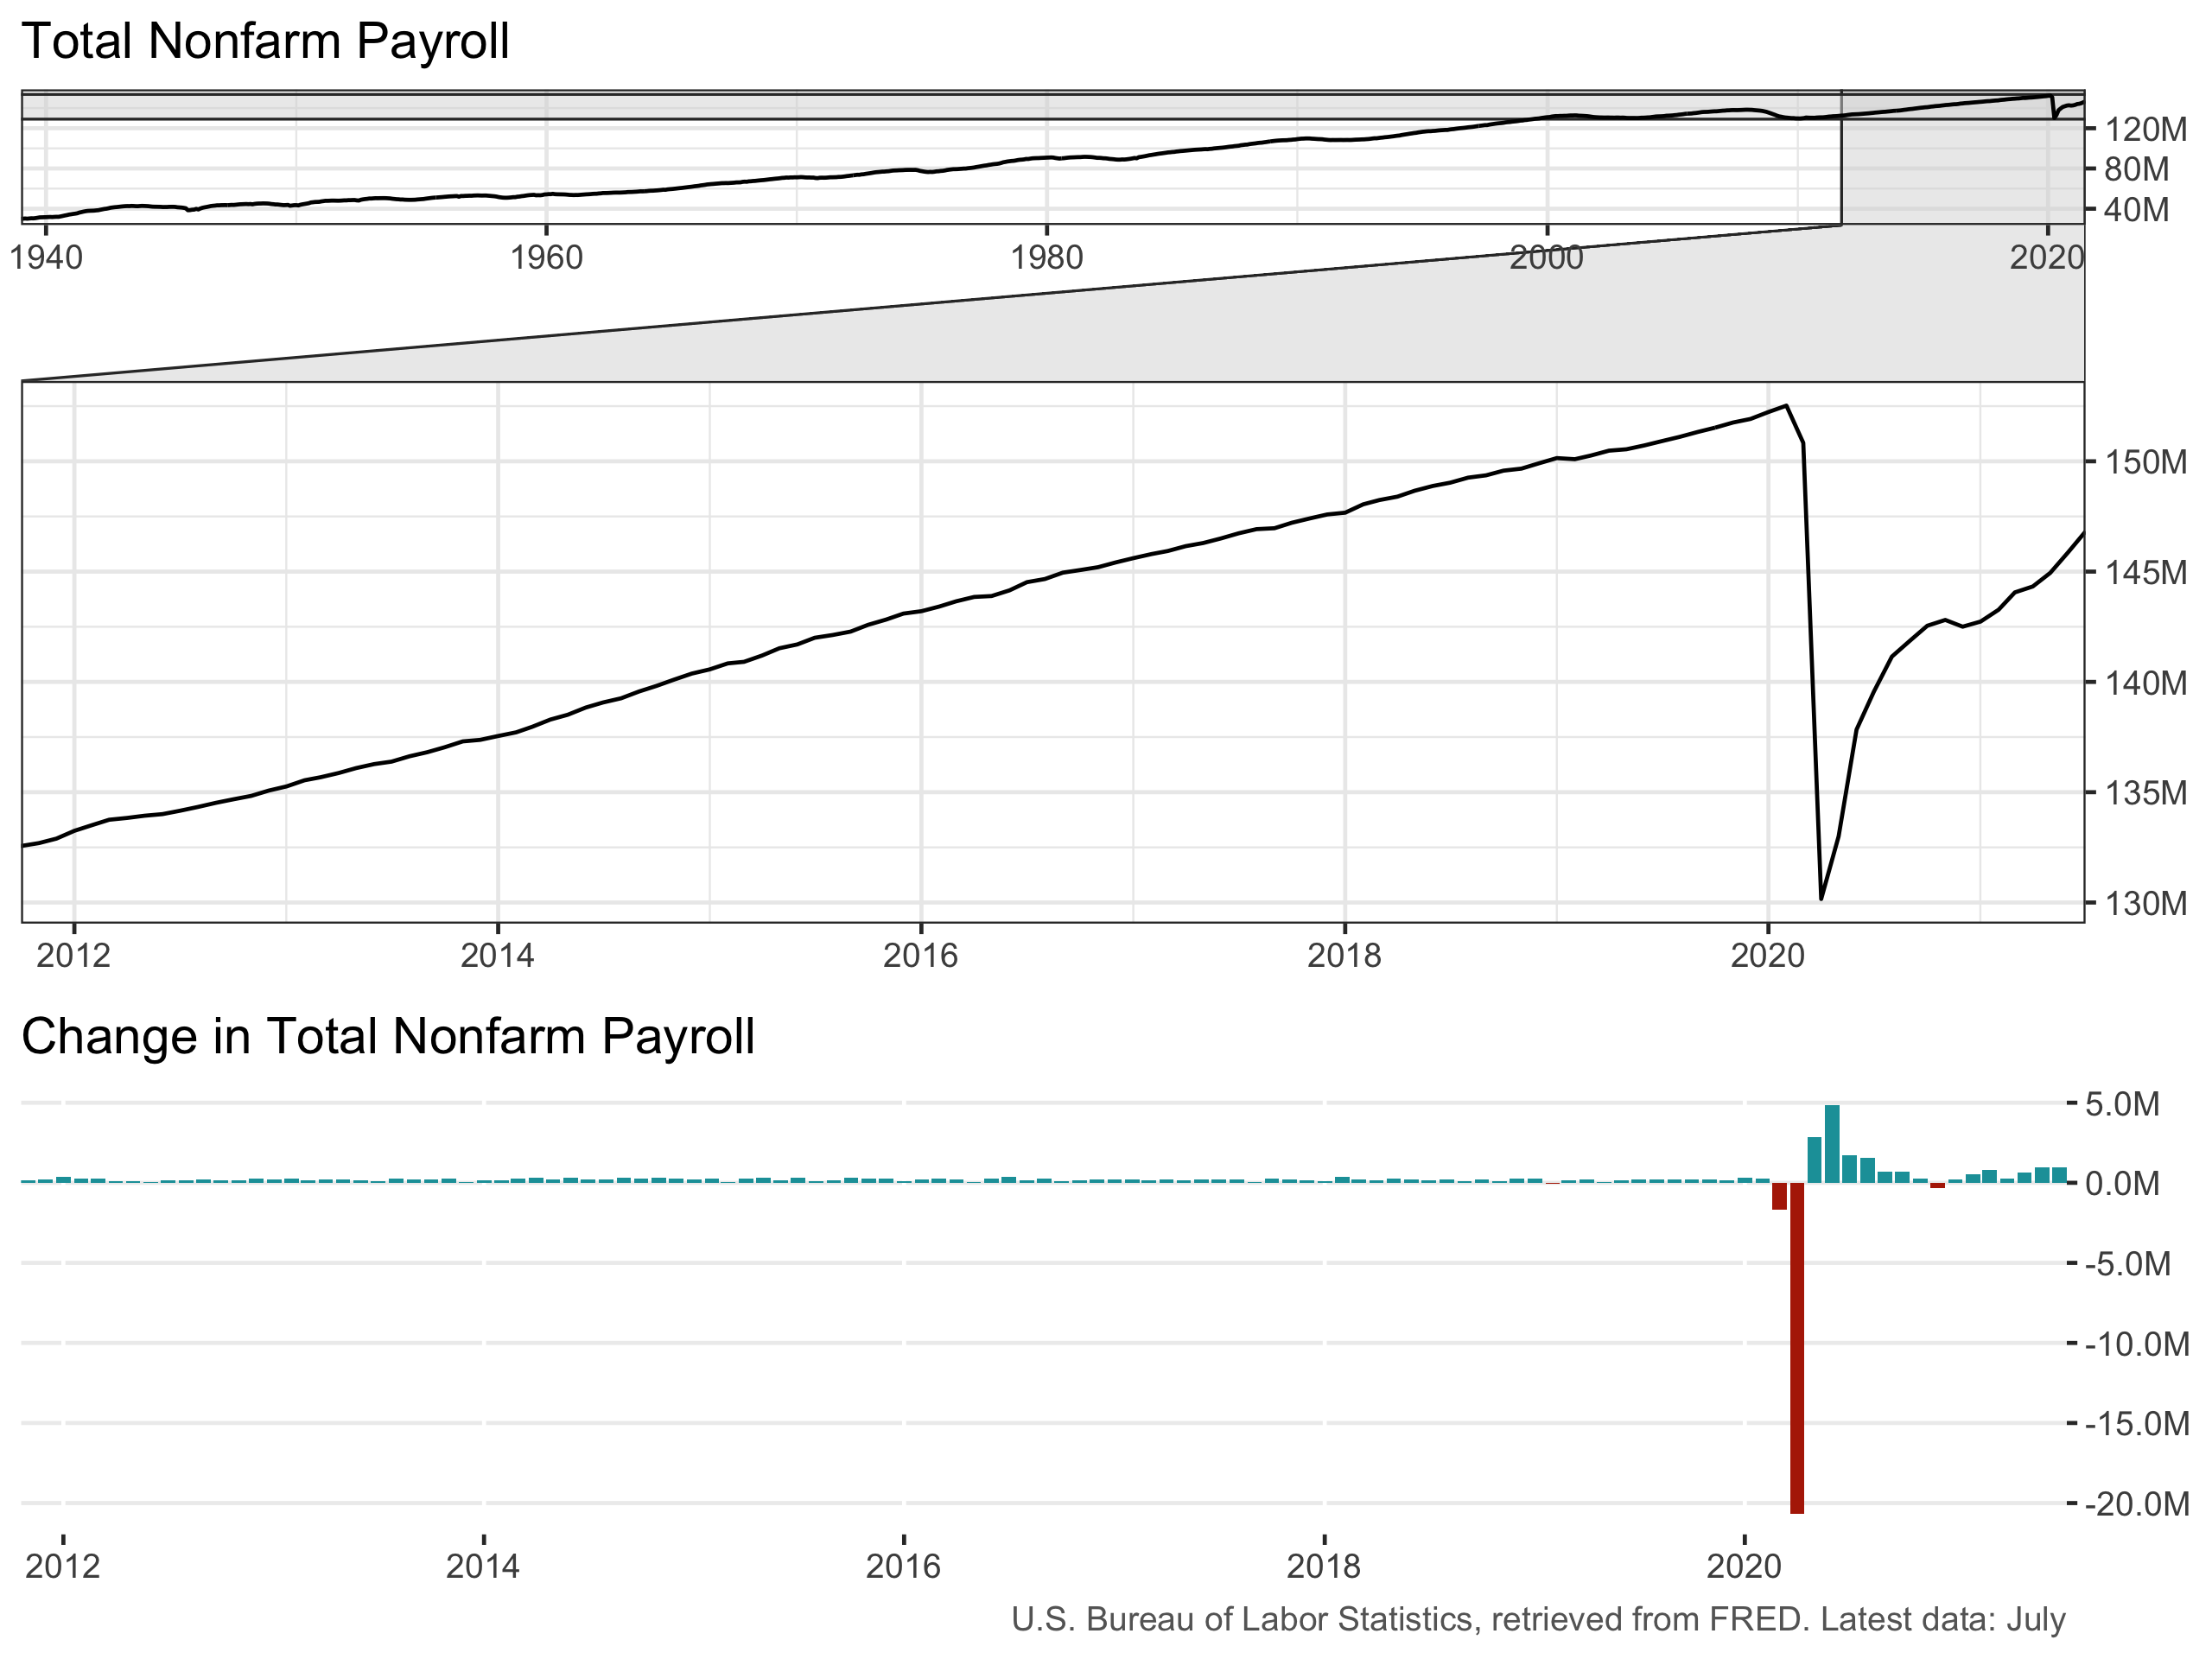 Total Nonfarm Payroll
120M
80M
40M
1940 1960 1980 2000 2020
150M
145M
140M
135M
130M
2012 2014 2016 2018 2020
Change in Total Nonfarm Payroll
5.0M
0.0M
-5.0M
-10.0M
-15.0M
-20.0M
2012 2014 2016 2018 2020
U.S. Bureau of Labor Statistics, retrieved from FRED. Latest data: July